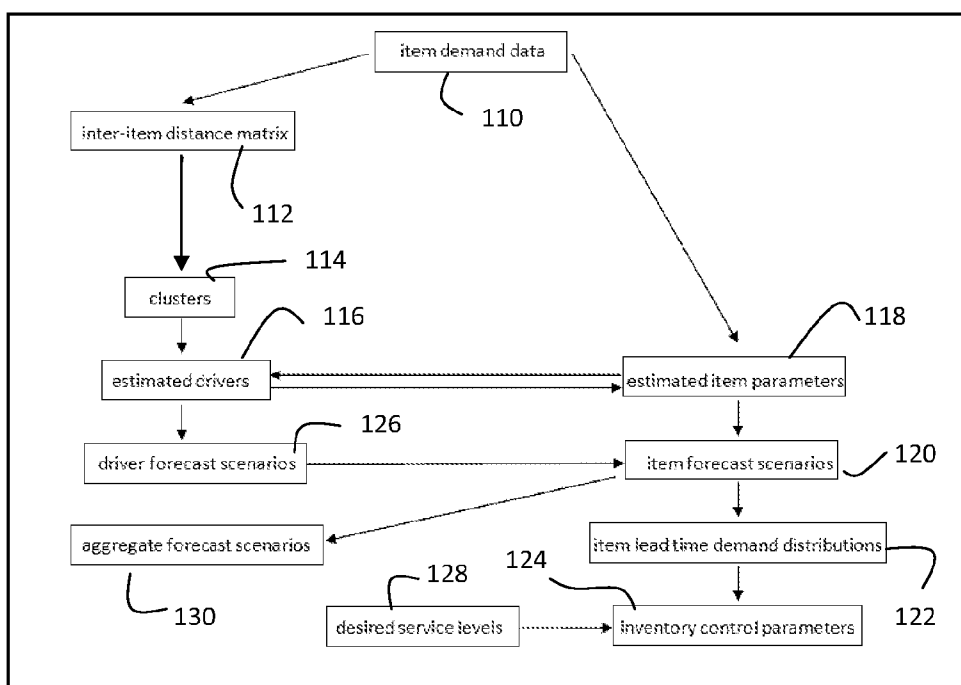 item demand data
110
inter-item distance matrix
112
114
clusters
116
118
estimated drivers
estimated item parameters
126
driver forecast scenarios
item forecast scenarios
120
aggregate forecast scenarios
item lead time demand distributions
130
128
124
122
desired service levels
inventory control parameters